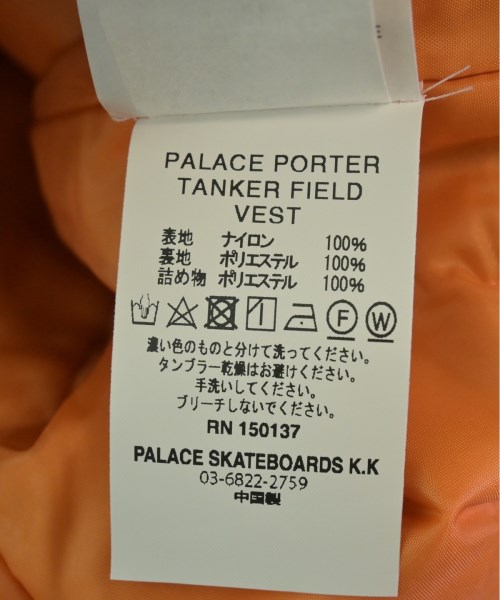 PALACE PORTER
TANKER FIELD
VEST
表地 ナイロン 100%
裏地 ポリエステル 100%
詰め物 ポリエステル 100%
F W
濃い色のものと分けて洗ってください。
タンブラー乾燥はお避けください。
手洗いしてください。
ブリーチしないでください。
RN 150137
PALACE SKATEBOARDS K.K
03-6822-2759
中国製